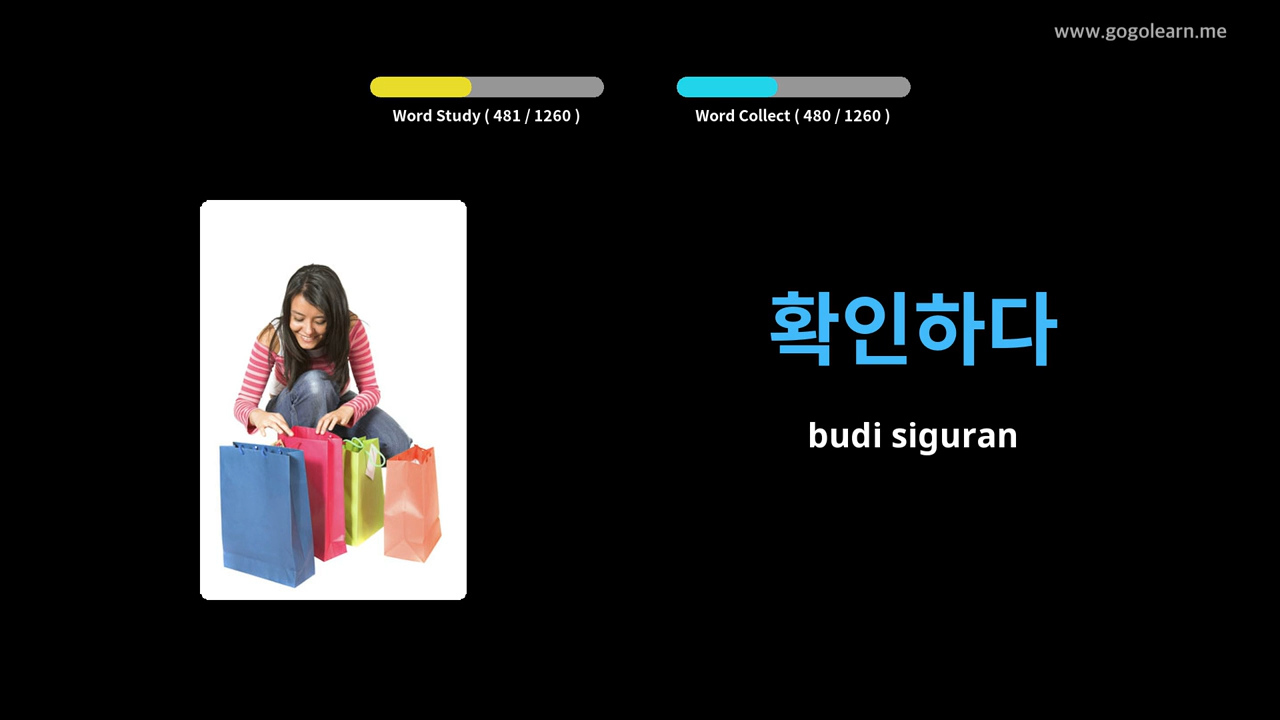 www.gogolearn.me
Word Study ( 481 / 1260 )
Word Collect ( 480 / 1260 )
확인하다
budi siguran